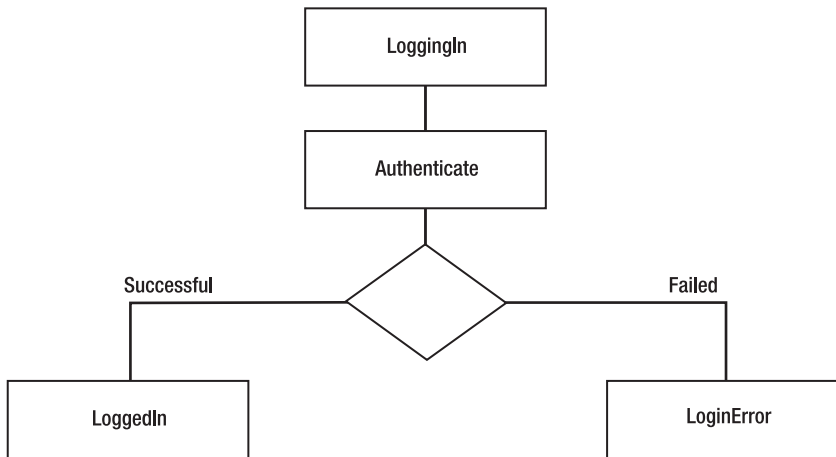 LoggingIn
Authenticate
Successful
Failed
LoggedIn
LoginError